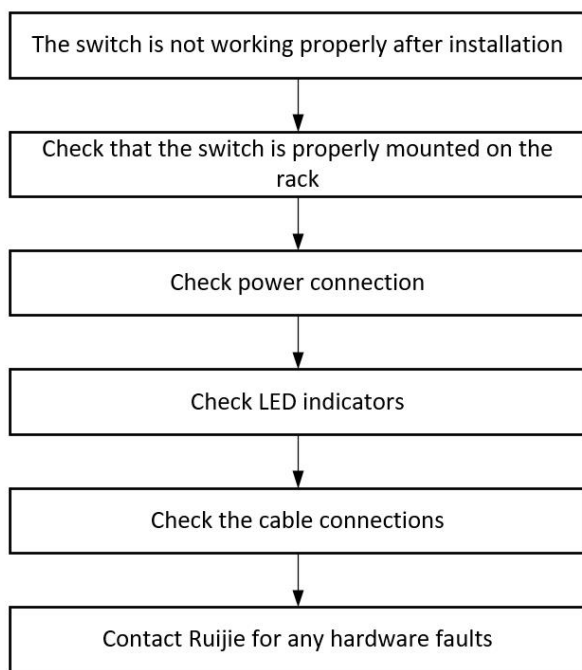 The switch is not working properly after installation
Check that the switch is properly mounted on the
rack
Check power connection
Check LED indicators
Check the cable connections
Contact Ruijie for any hardware faults